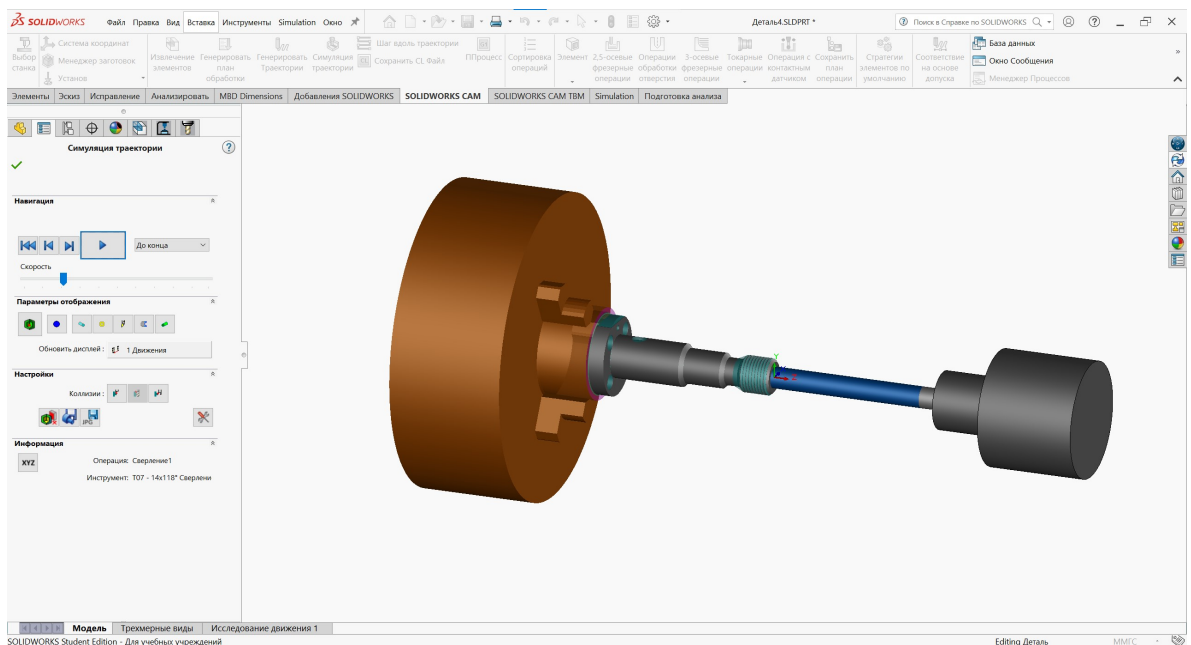 SOLIDWORKS Файл Правка Вид Вставка Инструменты Simulation Окно Деталь4.SLDPRT * Поиск в Справке по SOLIDWORKS
Выбор станка
Система координат
Менеджер заготовок
Установ
Извлечение элементов
Генерировать план обработки
Генерировать Траектории
Симуляция траектории
Шаг вдоль траектории
Сохранить CL Файл
ППроцесс
Сортировка операций
Элемент
2.5-осевые фрезерные операции
Операции обработки отверстия
3-осевые фрезерные операции
Токарные операции
Операция с контактным датчиком
Сохранить план операции
Стратегии элементов по умолчанию
Соответствие на основе допуска
База данных
Окно Сообщения
Менеджер Процессов
Элементы Эскиз Исправление Анализировать MBD Dimensions Добавления SOLIDWORKS SOLIDWORKS CAM SOLIDWORKS CAM TBM Simulation Подготовка анализа
Симуляция траектории
Навигация
До конца
Скорость
Параметры отображения
Обновить дисплей : 1 Движения
Настройки
Коллизии :
JPG
Информация
XYZ
Операция: Сверление1
Инструмент: T07 - 14x118° Сверлени
Y
Модель Трехмерные виды Исследование движения 1
SOLIDWORKS Student Edition - Для учебных учреждений Editing Деталь ММГС